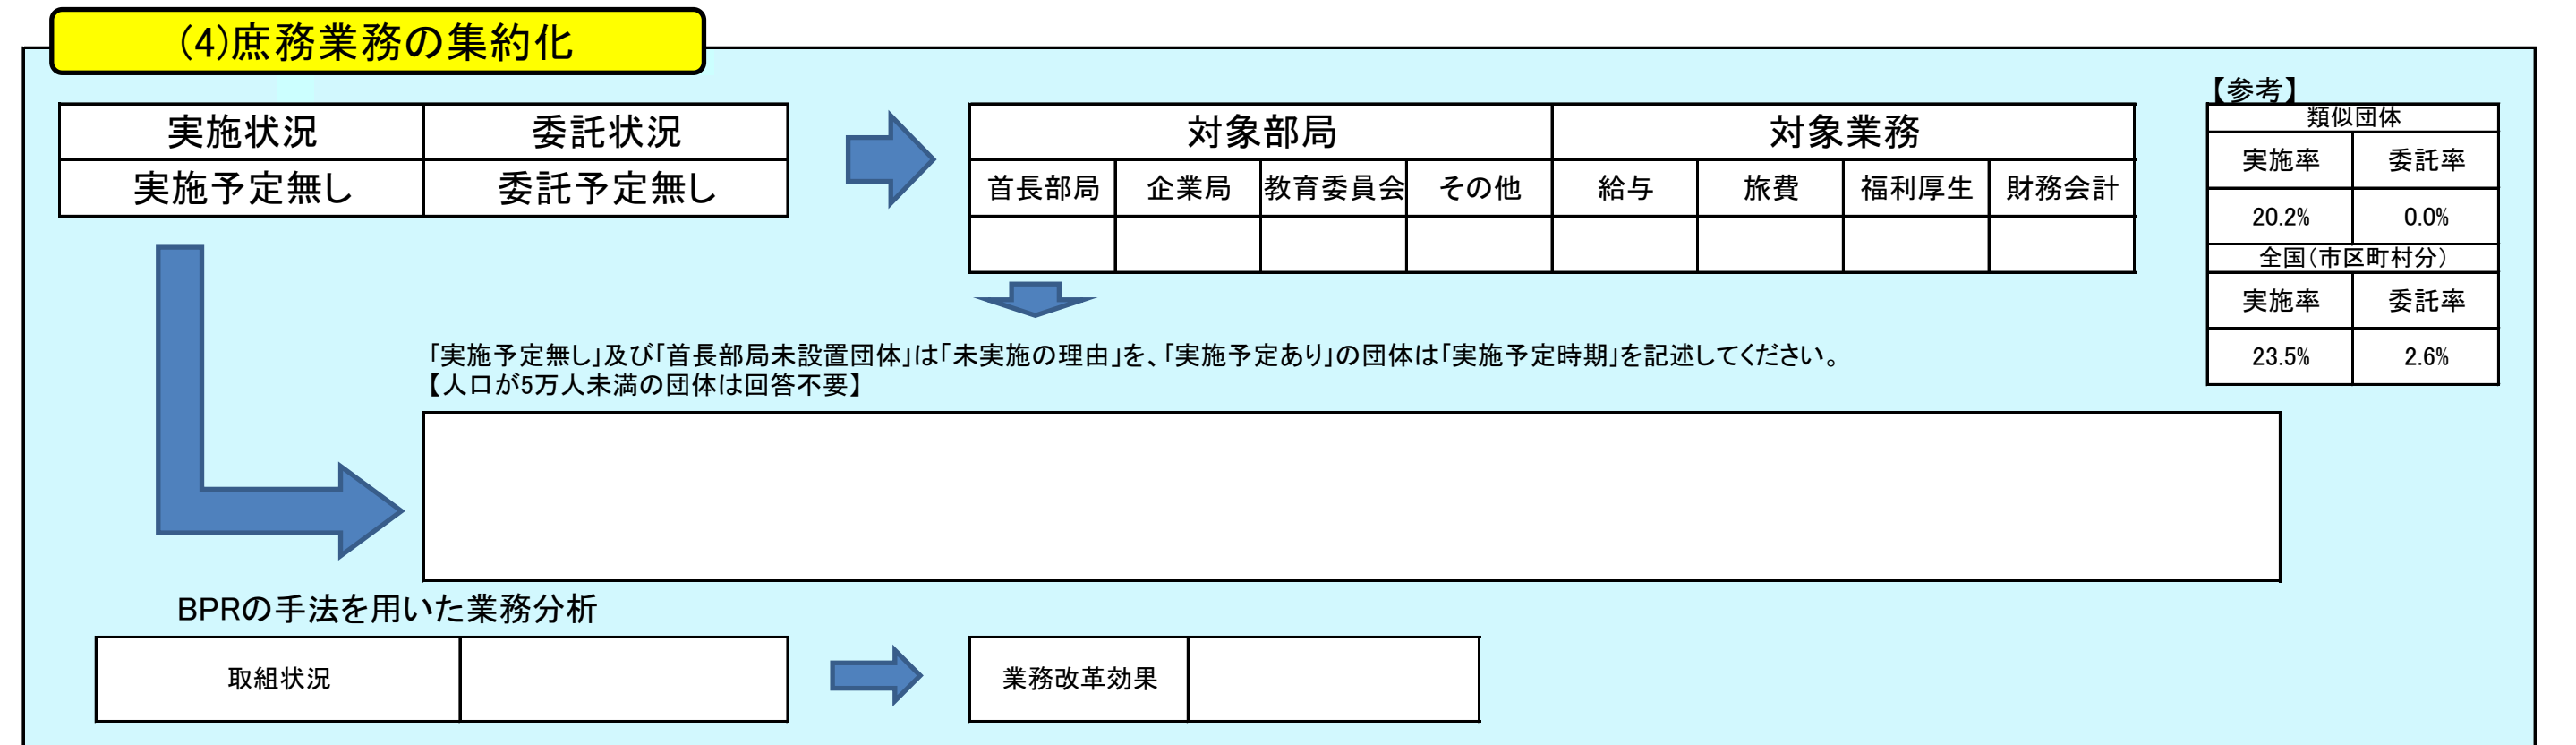 (4)庶務業務の集約化
実施状況 委託状況
実施予定無し 委託予定無し
対象部局 対象業務
首長部局 企業局 教育委員会 その他 給与 旅費 福利厚生 財務会計
【参考】
類似団体
実施率 委託率
20.2% 0.0%
全国(市区町村分)
実施率 委託率
23.5% 2.6%
「実施予定無し」及び「首長部局未設置団体」は「未実施の理由」を、「実施予定あり」の団体は「実施予定時期」を記述してください。
【人口が5万人未満の団体は回答不要】
BPRの手法を用いた業務分析
取組状況
業務改革効果